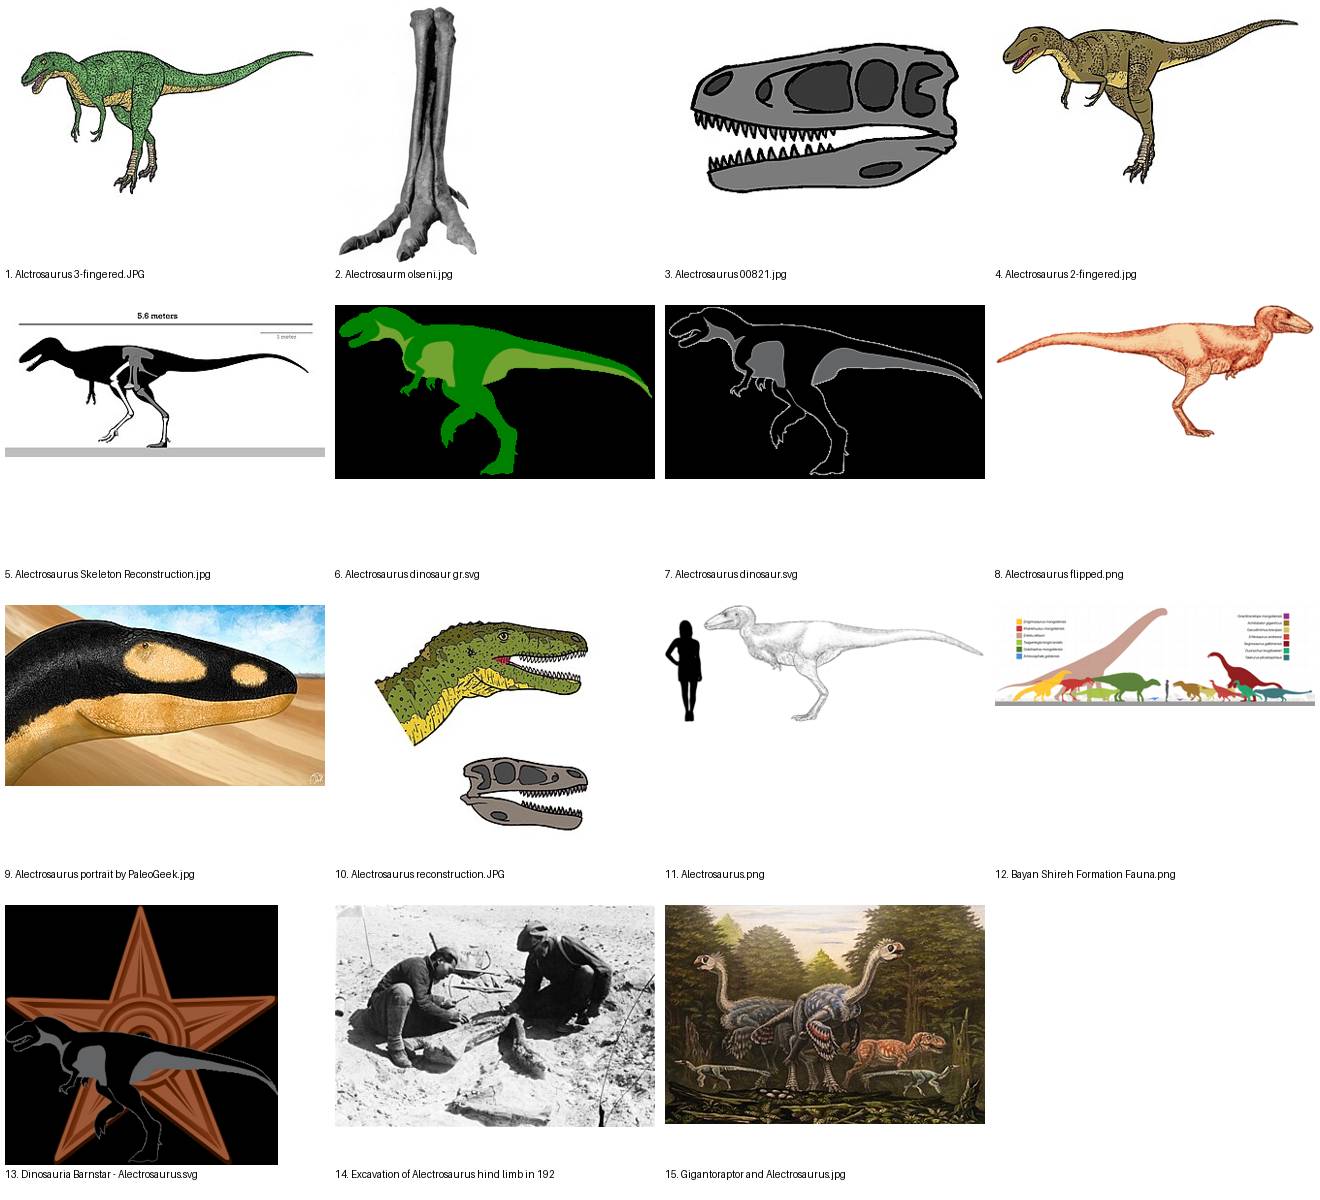 1. Alctrosaurus 3-fingered.JPG
2. Alectrosaurm olseni.jpg
3. Alectrosaurus 00821.jpg
4. Alectrosaurus 2-fingered.jpg
5.6 meters
1 meter
5. Alectrosaurus Skeleton Reconstruction.jpg
6. Alectrosaurus dinosaur gr.svg
7. Alectrosaurus dinosaur.svg
8. Alectrosaurus flipped.png
9. Alectrosaurus portrait by PaleoGeek.jpg
10. Alectrosaurus reconstruction.JPG
11. Alectrosaurus.png
12. Bayan Shireh Formation Fauna.png
13. Dinosauria Barnstar - Alectrosaurus.svg
14. Excavation of Alectrosaurus hind limb in 192
15. Gigantoraptor and Alectrosaurus.jpg